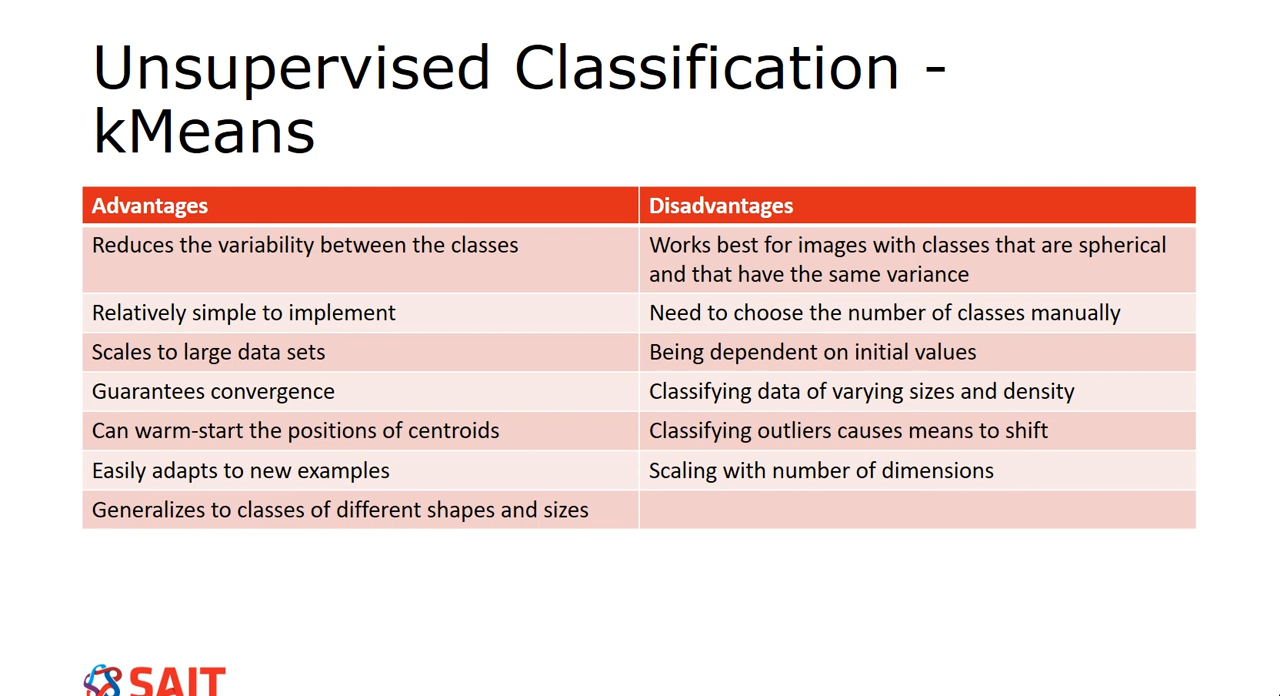 Unsupervised Classification -
kMeans
Advantages
Disadvantages
Reduces the variability between the classes
Works best for images with classes that are spherical
and that have the same variance
Relatively simple to implement
Need to choose the number of classes manually
Scales to large data sets
Being dependent on initial values
Guarantees convergence
Classifying data of varying sizes and density
Can warm-start the positions of centroids
Classifying outliers causes means to shift
Easily adapts to new examples
Scaling with number of dimensions
Generalizes to classes of different shapes and sizes
SAIT